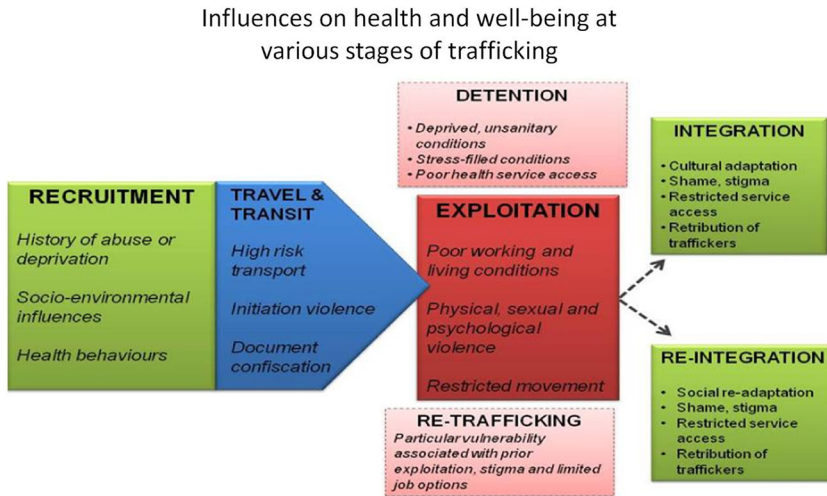 Influences on health and well-being at
various stages of trafficking
RECRUITMENT
History of abuse or
deprivation
Socio-environmental
influences
Health behaviours
TRAVEL &
TRANSIT
High risk
transport
Initiation violence
Document
confiscation
DETENTION
• Deprived, unsanitary
conditions
• Stress-filled conditions
• Poor health service access
EXPLOITATION
Poor working and
living conditions
Physical, sexual and
psychological
violence
Restricted movement
RE-TRAFFICKING
Particular vulnerability
associated with prior
exploitation, stigma and limited
job options
INTEGRATION
• Cultural adaptation
• Shame, stigma
• Restricted service
access
• Retribution of
traffickers
RE-INTEGRATION
• Social re-adaptation
• Shame, stigma
• Restricted service
access
• Retribution of
traffickers